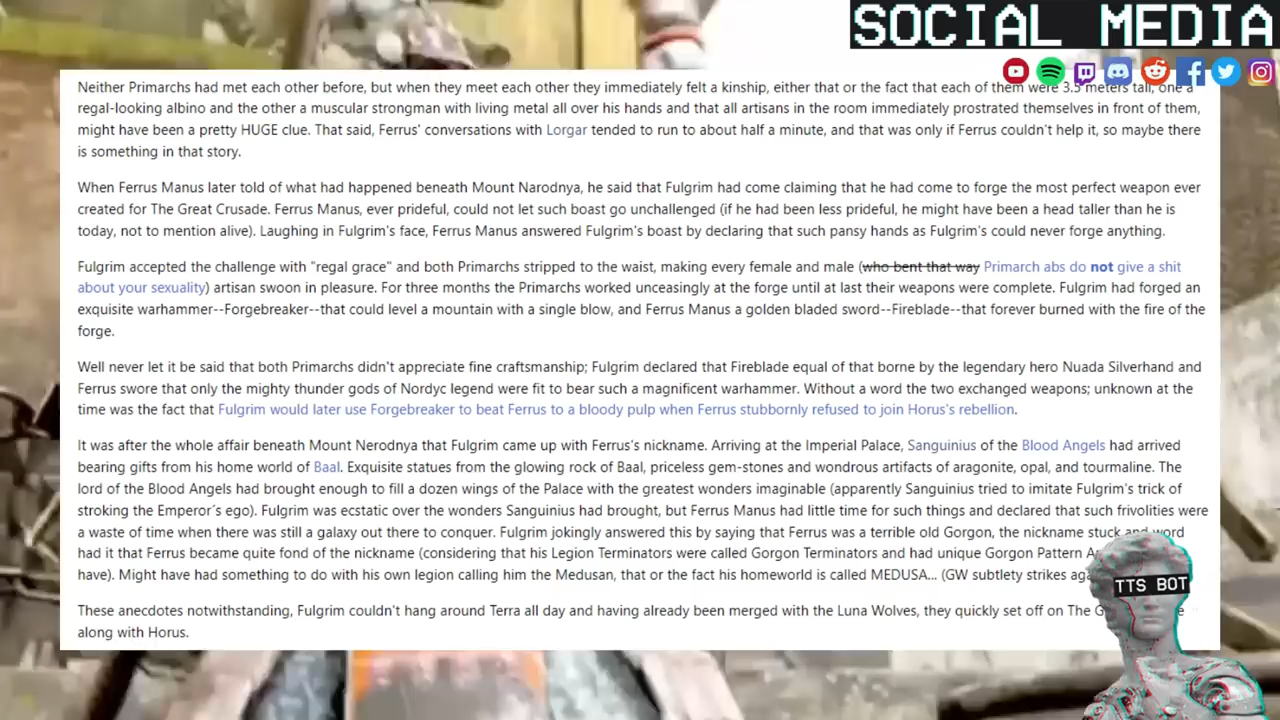 SOCIAL MEDIA
Neither Primarchs had met each other before, but when they meet each other they immediately felt a kinship, either that or the fact that each of them were 3.5 meters tall, one a
regal-looking albino and the other a muscular strongman with living metal all over his hands and that all artisans in the room immediately prostrated themselves in front of them,
might have been a pretty HUGE clue. That said, Ferrus' conversations with Lorgar tended to run to about half a minute, and that was only if Ferrus couldn't help it, so maybe there
is something in that story.
When Ferrus Manus later told of what had happened beneath Mount Narodnya, he said that Fulgrim had come claiming that he had come to forge the most perfect weapon ever
created for The Great Crusade. Ferrus Manus, ever prideful, could not let such boast go unchallenged (if he had been less prideful, he might have been a head taller than he is
today, not to mention alive). Laughing in Fulgrim's face, Ferrus Manus answered Fulgrim's boast by declaring that such pansy hands as Fulgrim's could never forge anything.
Fulgrim accepted the challenge with "regal grace" and both Primarchs stripped to the waist, making every female and male (who bent that way Primarch abs do not give a shit
about your sexuality) artisan swoon in pleasure. For three months the Primarchs worked unceasingly at the forge until at last their weapons were complete. Fulgrim had forged an
exquisite warhammer--Forgebreaker--that could level a mountain with a single blow, and Ferrus Manus a golden bladed sword--Fireblade--that forever burned with the fire of the
forge.
Well never let it be said that both Primarchs didn't appreciate fine craftsmanship; Fulgrim declared that Fireblade equal of that borne by the legendary hero Nuada Silverhand and
Ferrus swore that only the mighty thunder gods of Nordyc legend were fit to bear such a magnificent warhammer. Without a word the two exchanged weapons; unknown at the
time was the fact that Fulgrim would later use Forgebreaker to beat Ferrus to a bloody pulp when Ferrus stubbornly refused to join Horus's rebellion.
It was after the whole affair beneath Mount Nerodnya that Fulgrim came up with Ferrus's nickname. Arriving at the Imperial Palace, Sanguinius of the Blood Angels had arrived
bearing gifts from his home world of Baal. Exquisite statues from the glowing rock of Baal, priceless gem-stones and wondrous artifacts of aragonite, opal, and tourmaline. The
lord of the Blood Angels had brought enough to fill a dozen wings of the Palace with the greatest wonders imaginable (apparently Sanguinius tried to imitate Fulgrim's trick of
stroking the Emperor´s ego). Fulgrim was ecstatic over the wonders Sanguinius had brought, but Ferrus Manus had little time for such things and declared that such frivolities were
a waste of time when there was still a galaxy out there to conquer. Fulgrim jokingly answered this by saying that Ferrus was a terrible old Gorgon, the nickname stuck and word
had it that Ferrus became quite fond of the nickname (considering that his Legion Terminators were called Gorgon Terminators and had unique Gorgon Pattern
have). Might have had something to do with his own legion calling him the Medusan, that or the fact his homeworld is called MEDUSA... (GW subtlety strikes
TTS BOT
These anecdotes notwithstanding, Fulgrim couldn't hang around Terra all day and having already been merged with the Luna Wolves, they quickly set off on The
along with Horus.